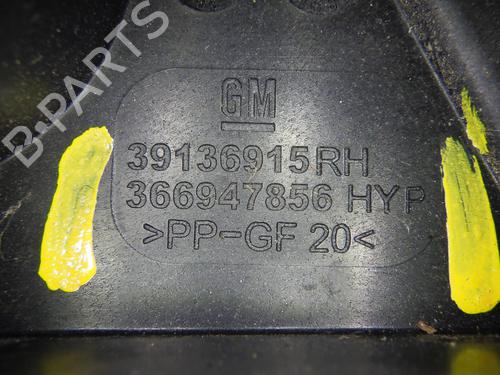 B-PARTS
GM
39136915RH
366947856 HYP
>PP-GF 20<